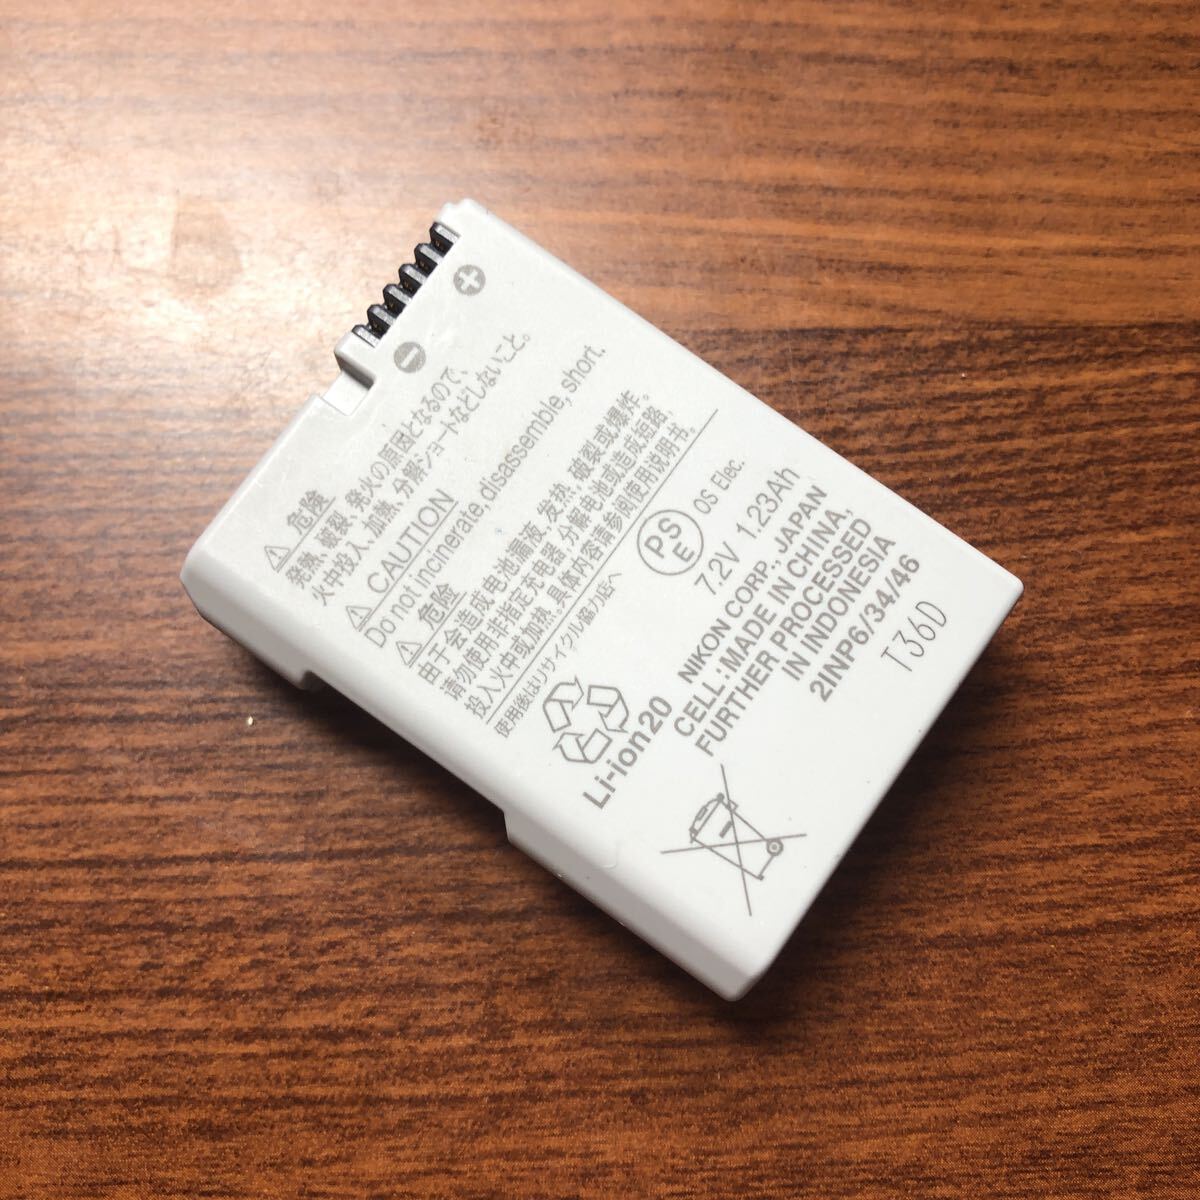 危険
発熱、破裂、発火の原因となるので、
火中投入、加熱、分解ショートなどしないこと。
CAUTION
Do not incinerate, disassemble, short.
危险
由于会造成电池漏液、发热、破裂或爆炸。
请勿使用非指定充电器，分解电池或造成短路，
投入火中或加热。具体内容请参阅使用说明书。
使用後はリサイクル協力店へ
PSE
OS Elec.
Li-ion20
7.2V 1.23Ah
NIKON CORP., JAPAN
CELL:MADE IN CHINA,
FURTHER PROCESSED
IN INDONESIA
2INP6/34/46
T36D